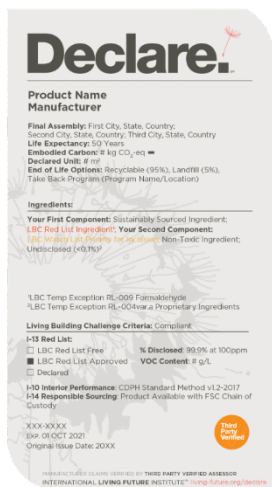 Declare.
Product Name
Manufacturer
Final Assembly: First City, State, Country;
Second City, State, Country; Third City, State, Country
Life Expectancy: 50 Years
Embodied Carbon: # kg CO₂-eq
Declared Unit: # m²
End of Life Options: Recyclable (95%), Landfill (5%),
Take Back Program (Program Name/Location)
Ingredients:
Your First Component: Sustainably Sourced Ingredient;
LBC Red List Ingredient¹; Your Second Component:
LBC Watch List Priority for Inclusion; Non-Toxic Ingredient;
Undisclosed (<0.1%)²
¹LBC Temp Exception RL-009 Formaldehyde
²LBC Temp Exception RL-004var.a Proprietary Ingredients
Living Building Challenge Criteria: Compliant
I-13 Red List:
LBC Red List Free % Disclosed: 99.9% at 100ppm
LBC Red List Approved VOC Content: # g/L
Declared
I-10 Interior Performance: CDPH Standard Method v1.2-2017
I-14 Responsible Sourcing: Product Available with FSC Chain of
Custody
XXX-XXXX
EXP. 01 OCT 2021
Original Issue Date: 20XX
Third
Party
Verified
MANUFACTURER CLAIMS VERIFIED BY THIRD PARTY VERIFIED ASSESSOR
INTERNATIONAL LIVING FUTURE INSTITUTE™ living-future.org/declare